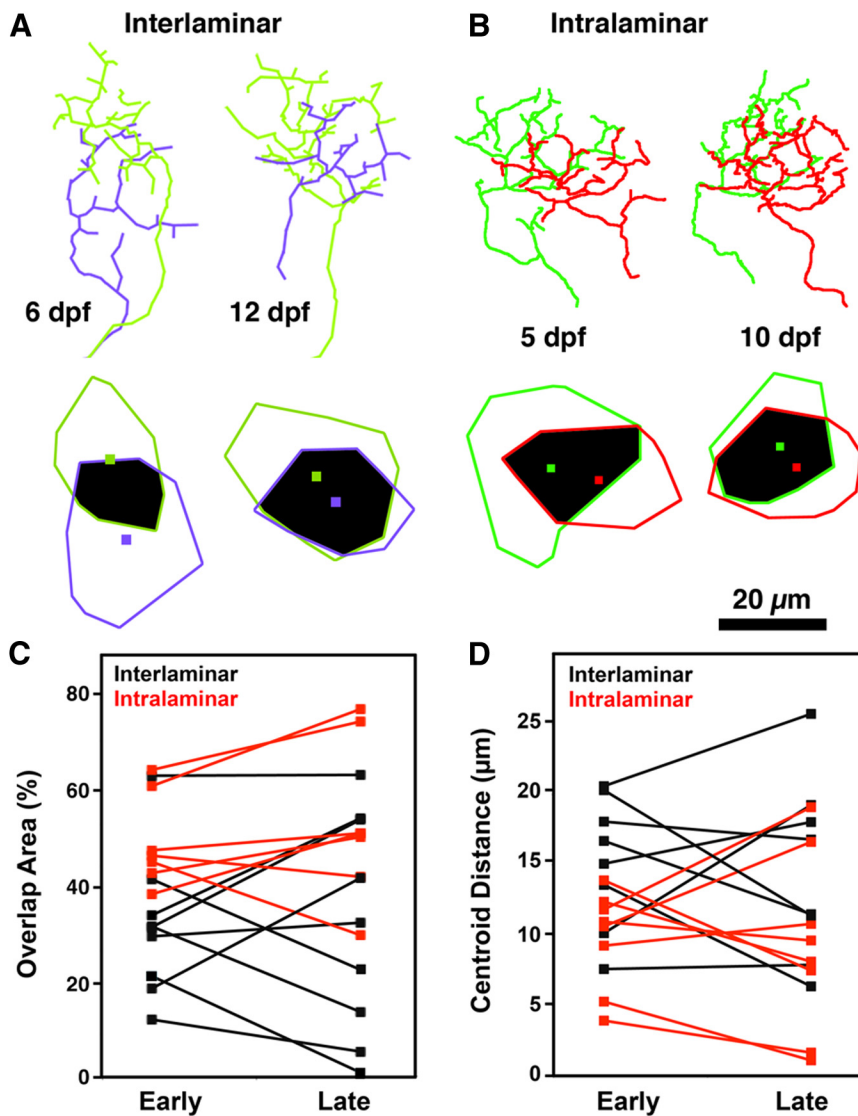 A
Interlaminar
6 dpf
12 dpf
B
Intralaminar
5 dpf
10 dpf
20 µm
C
Interlaminar
Intralaminar
Overlap Area (%)
80
60
40
20
0
Early
Late
D
Interlaminar
Intralaminar
Centroid Distance (µm)
25
20
15
10
5
0
Early
Late